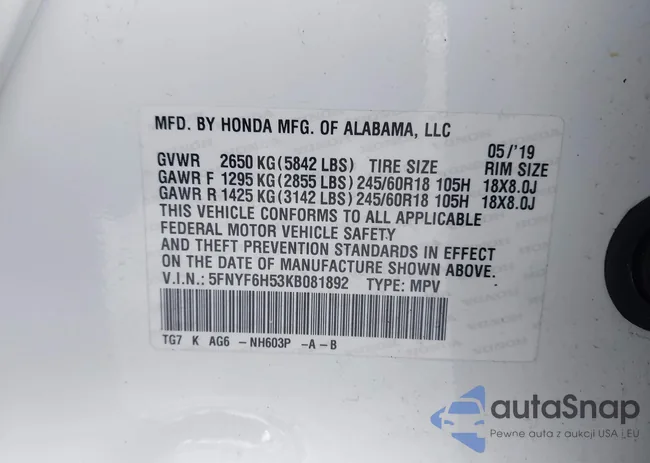 MFD. BY HONDA MFG. OF ALABAMA, LLC
05/'19
GVWR 2650 KG(5842 LBS) TIRE SIZE RIM SIZE
GAWR F 1295 KG(2855 LBS) 245/60R18 105H 18X8.0J
GAWR R 1425 KG(3142 LBS) 245/60R18 105H 18X8.0J
THIS VEHICLE CONFORMS TO ALL APPLICABLE
FEDERAL MOTOR VEHICLE SAFETY
AND THEFT PREVENTION STANDARDS IN EFFECT
ON THE DATE OF MANUFACTURE SHOWN ABOVE.
V.I.N.: 5FNYF6H53KB081892 TYPE: MPV
TG7 K AG6 -NH603P -A-B
autoSnap
Pewne auta z aukcji USA i EU